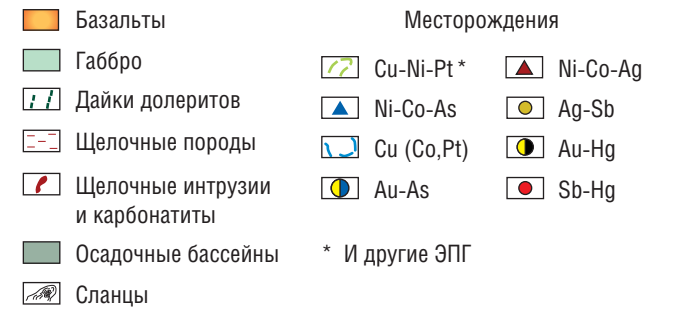 Базальты
Габбро
Дайки долеритов
Щелочные породы
Щелочные интрузии
и карбонатиты
Осадочные бассейны
Сланцы
Месторождения
Cu-Ni-Pt *
Ni-Co-As
Cu (Co,Pt)
Au-As
Ni-Co-Ag
Ag-Sb
Au-Hg
Sb-Hg
* И другие ЭПГ